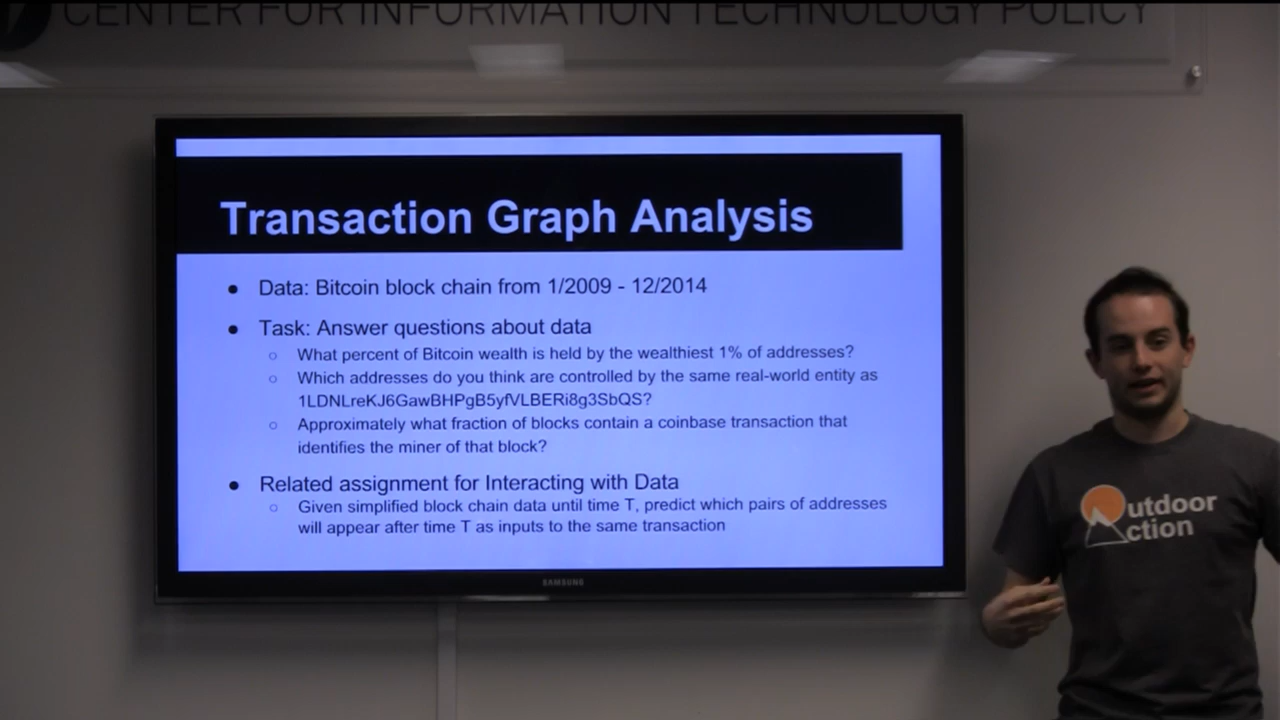 CENTER FOR INFORMATION TECHNOLOGY POLICY
Transaction Graph Analysis
● Data: Bitcoin block chain from 1/2009 - 12/2014
● Task: Answer questions about data
○ What percent of Bitcoin wealth is held by the wealthiest 1% of addresses?
○ Which addresses do you think are controlled by the same real-world entity as
1LDNLreKJ6GawBHPgB5yfVLBERi8g3SbQS?
○ Approximately what fraction of blocks contain a coinbase transaction that
identifies the miner of that block?
● Related assignment for Interacting with Data
○ Given simplified block chain data until time T, predict which pairs of addresses
will appear after time T as inputs to the same transaction
SAMSUNG
Outdoor
Action